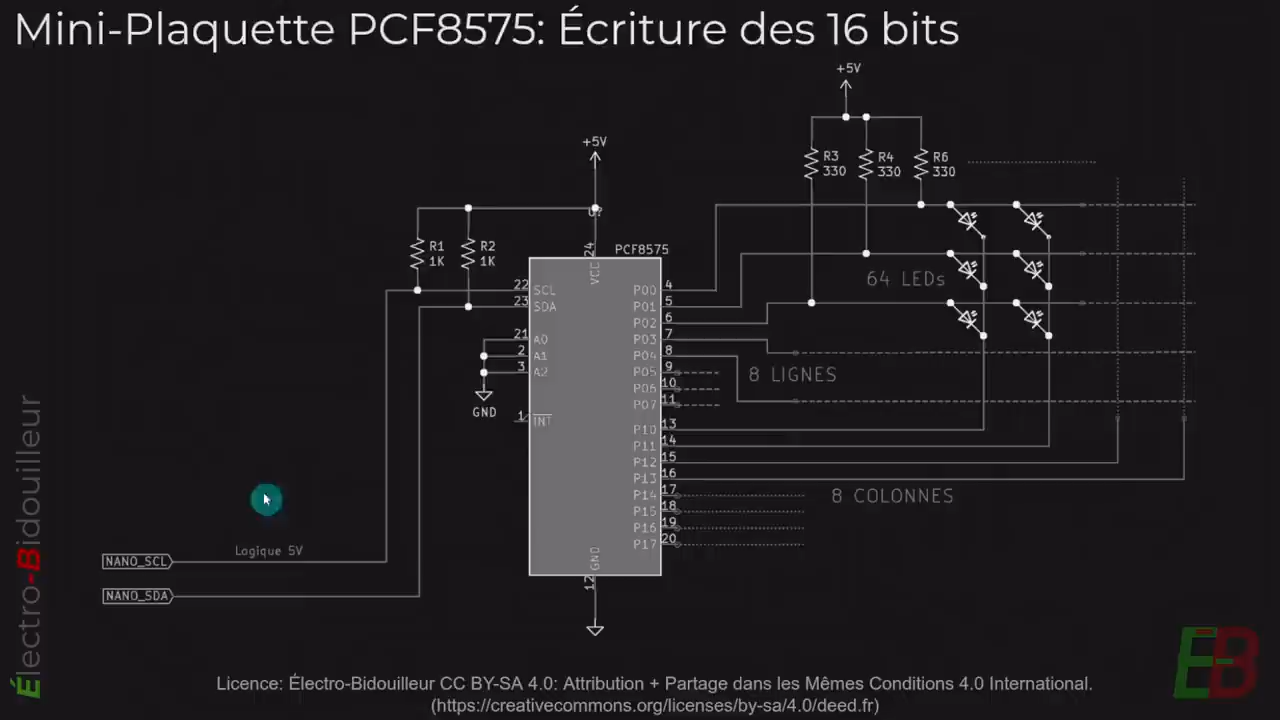 Mini-Plaquette PCF8575: Écriture des 16 bits
+5V
R3 330
R4 330
R6 330
+5V
R1 1K
R2 1K
U?
PCF8575
24
VCC
22 SCL
23 SDA
21 A0
2 A1
3 A2
1 INT
GND
P00 4
P01 5
P02 6
P03 7
P04 8
P05 9
P06 10
P07 11
P10 13
P11 14
P12 15
P13 16
P14 17
P15 18
P16 19
P17 20
GND
12
64 LEDs
8 LIGNES
8 COLONNES
Logique 5V
NANO_SCL
NANO_SDA
Électro-Bidouilleur
EB
Licence: Électro-Bidouilleur CC BY-SA 4.0: Attribution + Partage dans les Mêmes Conditions 4.0 International.
(https://creativecommons.org/licenses/by-sa/4.0/deed.fr)